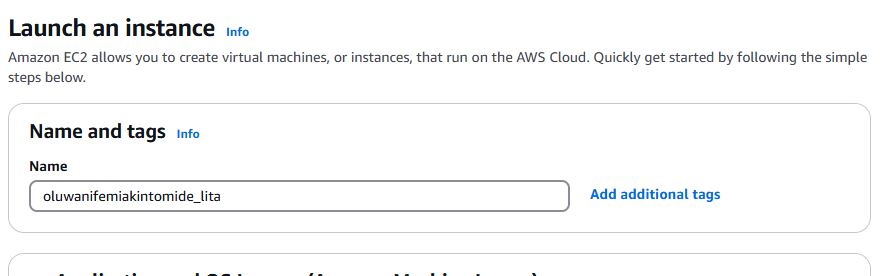 Launch an instance Info
Amazon EC2 allows you to create virtual machines, or instances, that run on the AWS Cloud. Quickly get started by following the simple
steps below.
Name and tags Info
Name
oluwanifemiakintomide_lita
Add additional tags